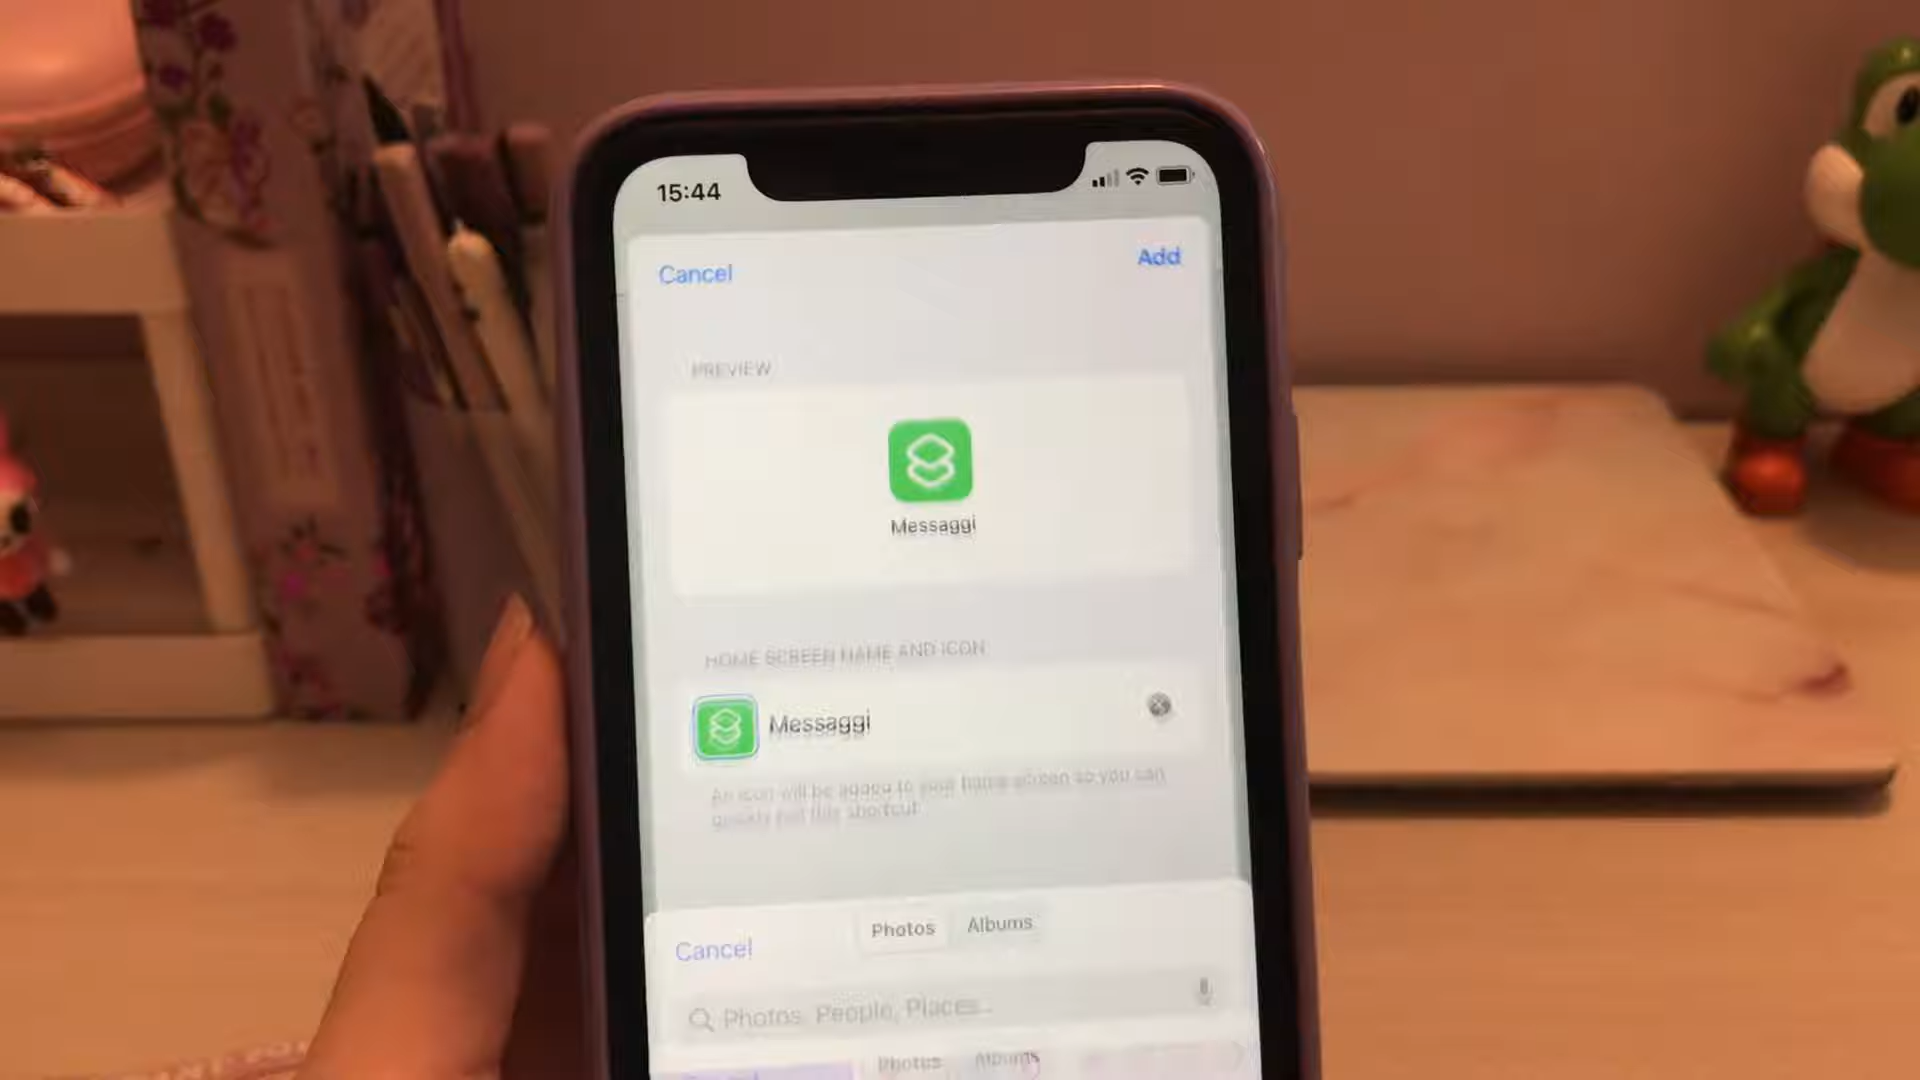 15:44
Cancel
Add
PREVIEW
Messaggi
HOME SCREEN NAME AND ICON
Messaggi
An icon will be added to your home screen so you can
quickly run this shortcut
Cancel
Photos
Albums
Photos, People, Places...
Photos
Albums